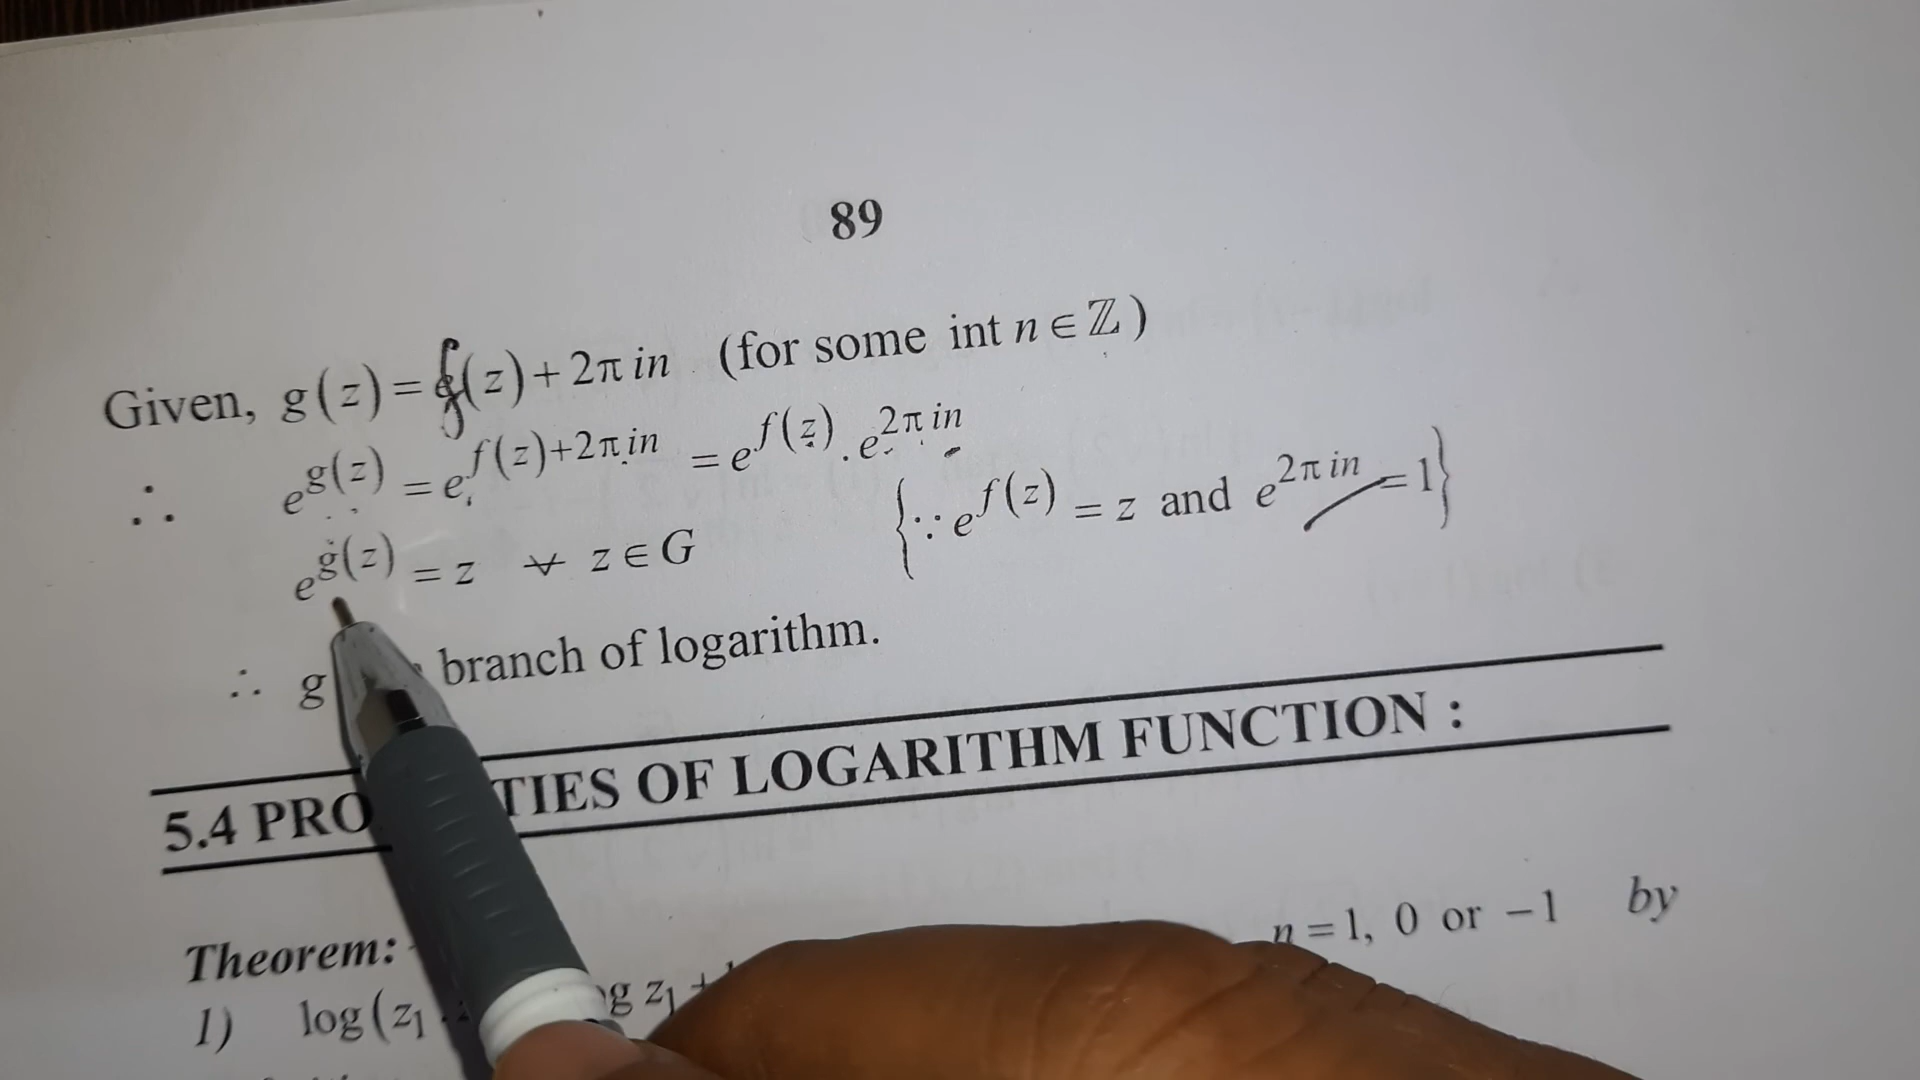 89
Given, g(z) = f(z) + 2π in (for some int n ∈ ℤ)
∴ e^{g(z)} = e^{f(z)+2π in} = e^{f(z)} . e^{2π in}
e^{g(z)} = z ∀ z ∈ G {∵ e^{f(z)} = z and e^{2π in} = 1}
∴ g branch of logarithm.
5.4 PRO TIES OF LOGARITHM FUNCTION :
Theorem: n = 1, 0 or −1 by
1) log(z₁ g z₁ +